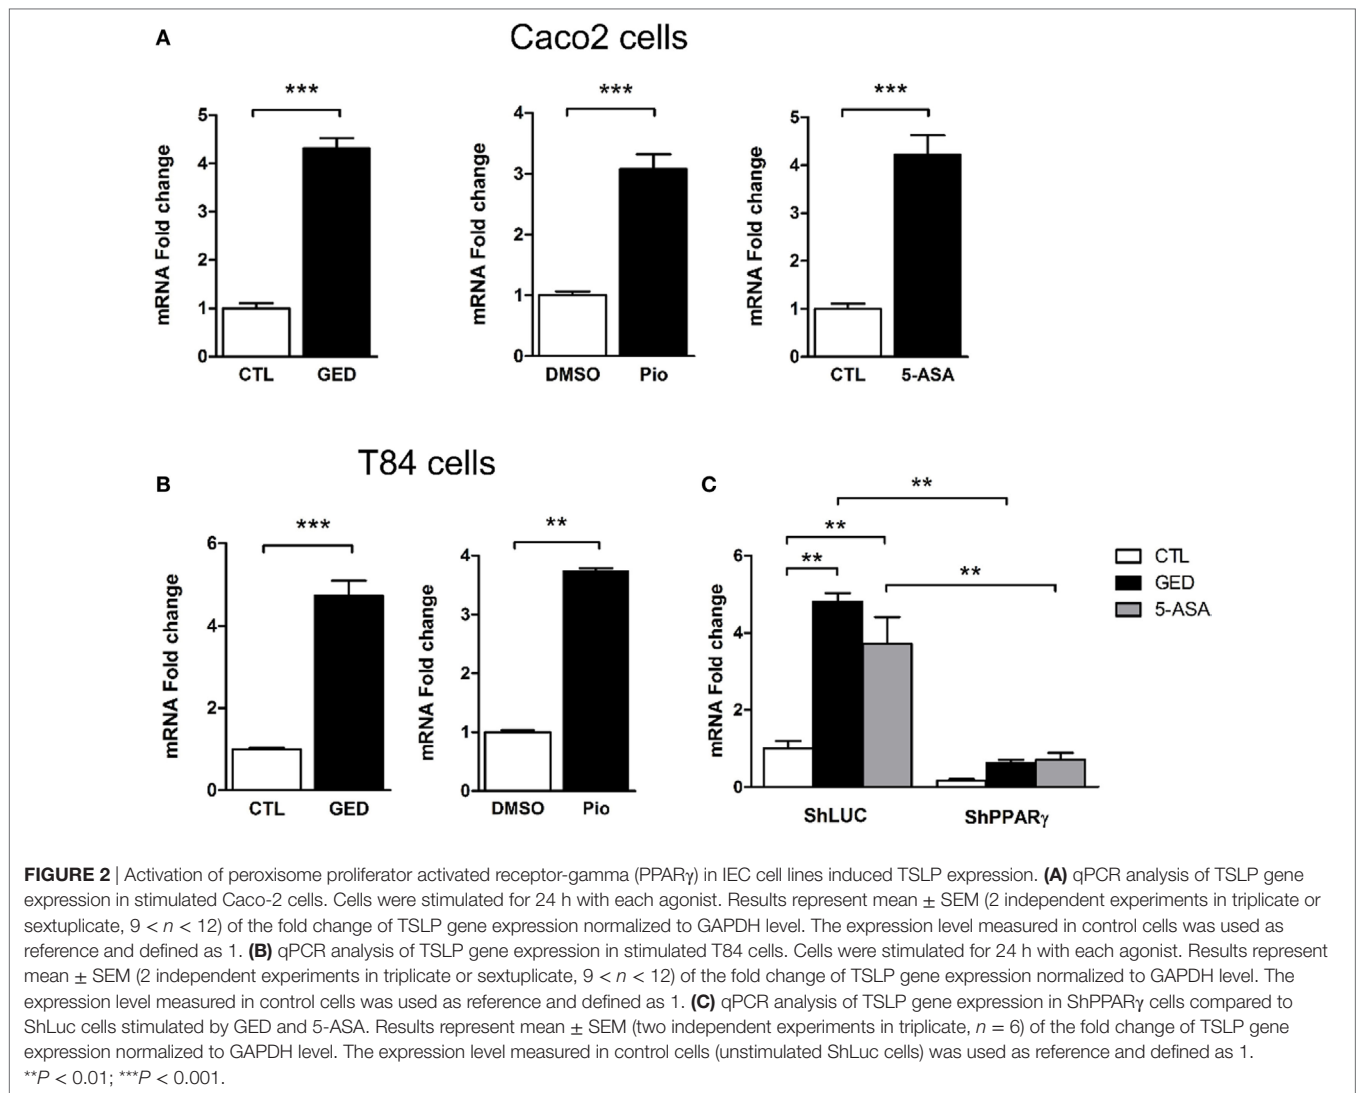 A
Caco2 cells
***
mRNA Fold change
5
4
3
2
1
0
CTL GED
***
mRNA Fold change
4
3
2
1
0
DMSO Pio
***
mRNA Fold change
5
4
3
2
1
0
CTL 5-ASA
T84 cells
B
***
mRNA Fold change
6
4
2
0
CTL GED
**
mRNA Fold change
4
3
2
1
0
DMSO Pio
C
**
**
**
**
mRNA Fold change
6
4
2
0
ShLUC ShPPARγ
CTL
GED
5-ASA
FIGURE 2 | Activation of peroxisome proliferator activated receptor-gamma (PPARγ) in IEC cell lines induced TSLP expression. (A) qPCR analysis of TSLP gene
expression in stimulated Caco-2 cells. Cells were stimulated for 24 h with each agonist. Results represent mean ± SEM (2 independent experiments in triplicate or
sextuplicate, 9 < n < 12) of the fold change of TSLP gene expression normalized to GAPDH level. The expression level measured in control cells was used as
reference and defined as 1. (B) qPCR analysis of TSLP gene expression in stimulated T84 cells. Cells were stimulated for 24 h with each agonist. Results represent
mean ± SEM (2 independent experiments in triplicate or sextuplicate, 9 < n < 12) of the fold change of TSLP gene expression normalized to GAPDH level. The
expression level measured in control cells was used as reference and defined as 1. (C) qPCR analysis of TSLP gene expression in ShPPARγ cells compared to
ShLuc cells stimulated by GED and 5-ASA. Results represent mean ± SEM (two independent experiments in triplicate, n = 6) of the fold change of TSLP gene
expression normalized to GAPDH level. The expression level measured in control cells (unstimulated ShLuc cells) was used as reference and defined as 1.
**P < 0.01; ***P < 0.001.